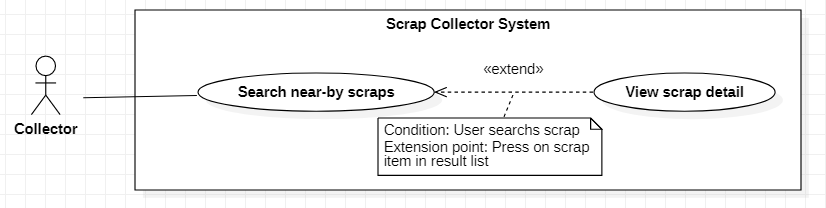 Scrap Collector System
«extend»
Search near-by scraps
View scrap detail
Collector
Condition: User searchs scrap
Extension point: Press on scrap
item in result list